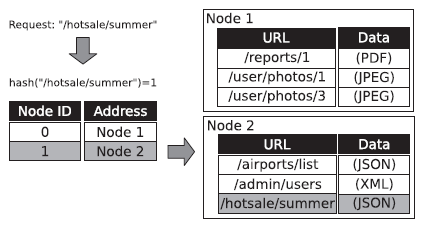 Request: "/hotsale/summer"
hash("/hotsale/summer")=1
Node ID Address
0 Node 1
1 Node 2
Node 1
URL Data
/reports/1 (PDF)
/user/photos/1 (JPEG)
/user/photos/3 (JPEG)
Node 2
URL Data
/airports/list (JSON)
/admin/users (XML)
/hotsale/summer (JSON)